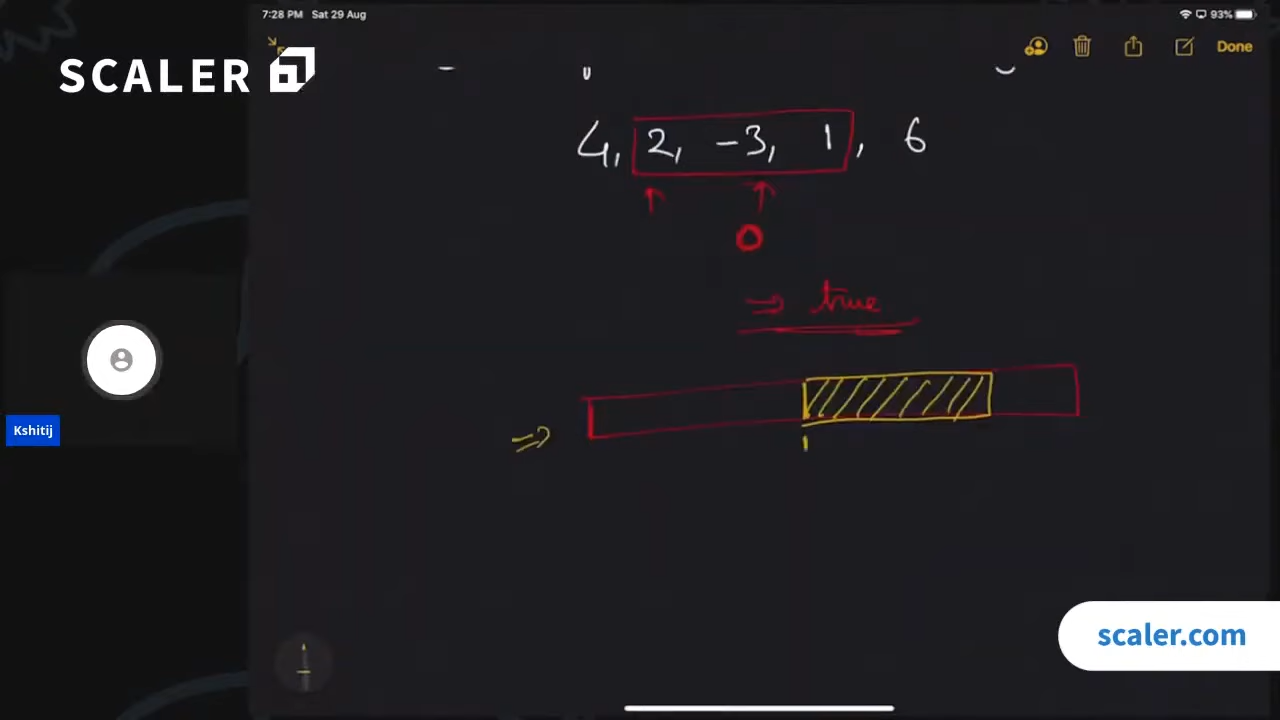 7:28 PM Sat 29 Aug
93%
SCALER
Done
4, 2, -3, 1, 6
0
⇒ true
⇒
Kshitij
scaler.com